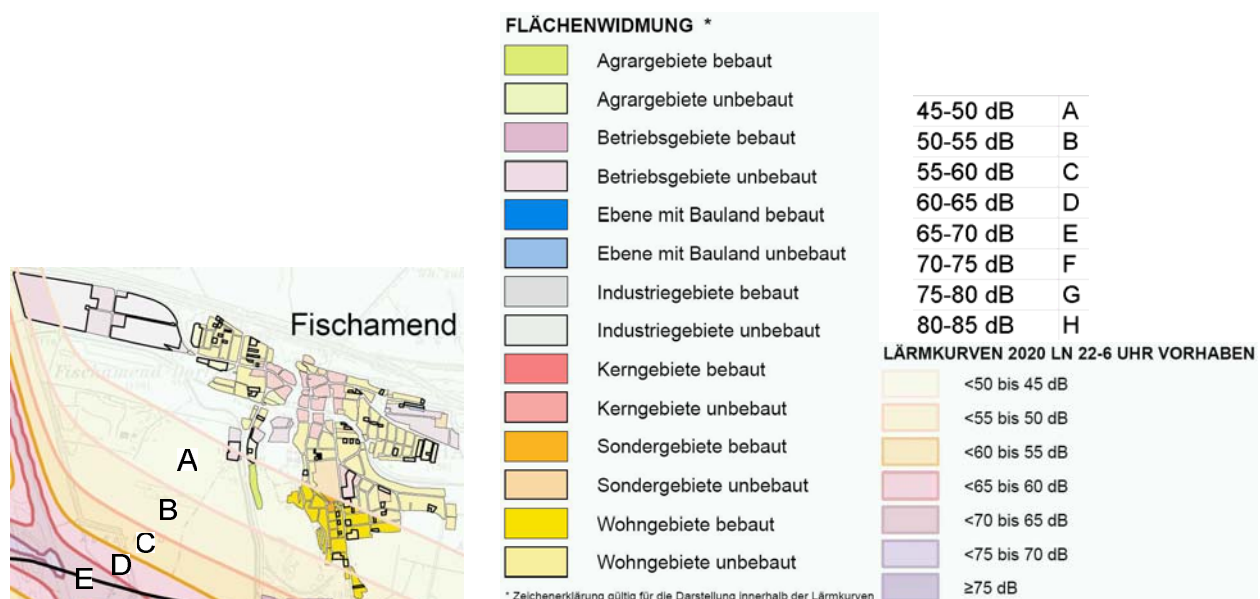 FLÄCHENWIDMUNG *
Agrargebiete bebaut
Agrargebiete unbebaut
Betriebsgebiete bebaut
Betriebsgebiete unbebaut
Ebene mit Bauland bebaut
Ebene mit Bauland unbebaut
Industriegebiete bebaut
Industriegebiete unbebaut
Kerngebiete bebaut
Kerngebiete unbebaut
Sondergebiete bebaut
Sondergebiete unbebaut
Wohngebiete bebaut
Wohngebiete unbebaut
* Zeichenerklärung gültig für die Darstellung innerhalb der Lärmkurven
45-50 dB A
50-55 dB B
55-60 dB C
60-65 dB D
65-70 dB E
70-75 dB F
75-80 dB G
80-85 dB H
LÄRMKURVEN 2020 LN 22-6 UHR VORHABEN
<50 bis 45 dB
<55 bis 50 dB
<60 bis 55 dB
<65 bis 60 dB
<70 bis 65 dB
<75 bis 70 dB
≥75 dB
Fischamend
Fischamend Dorf
A
B
C
D
E